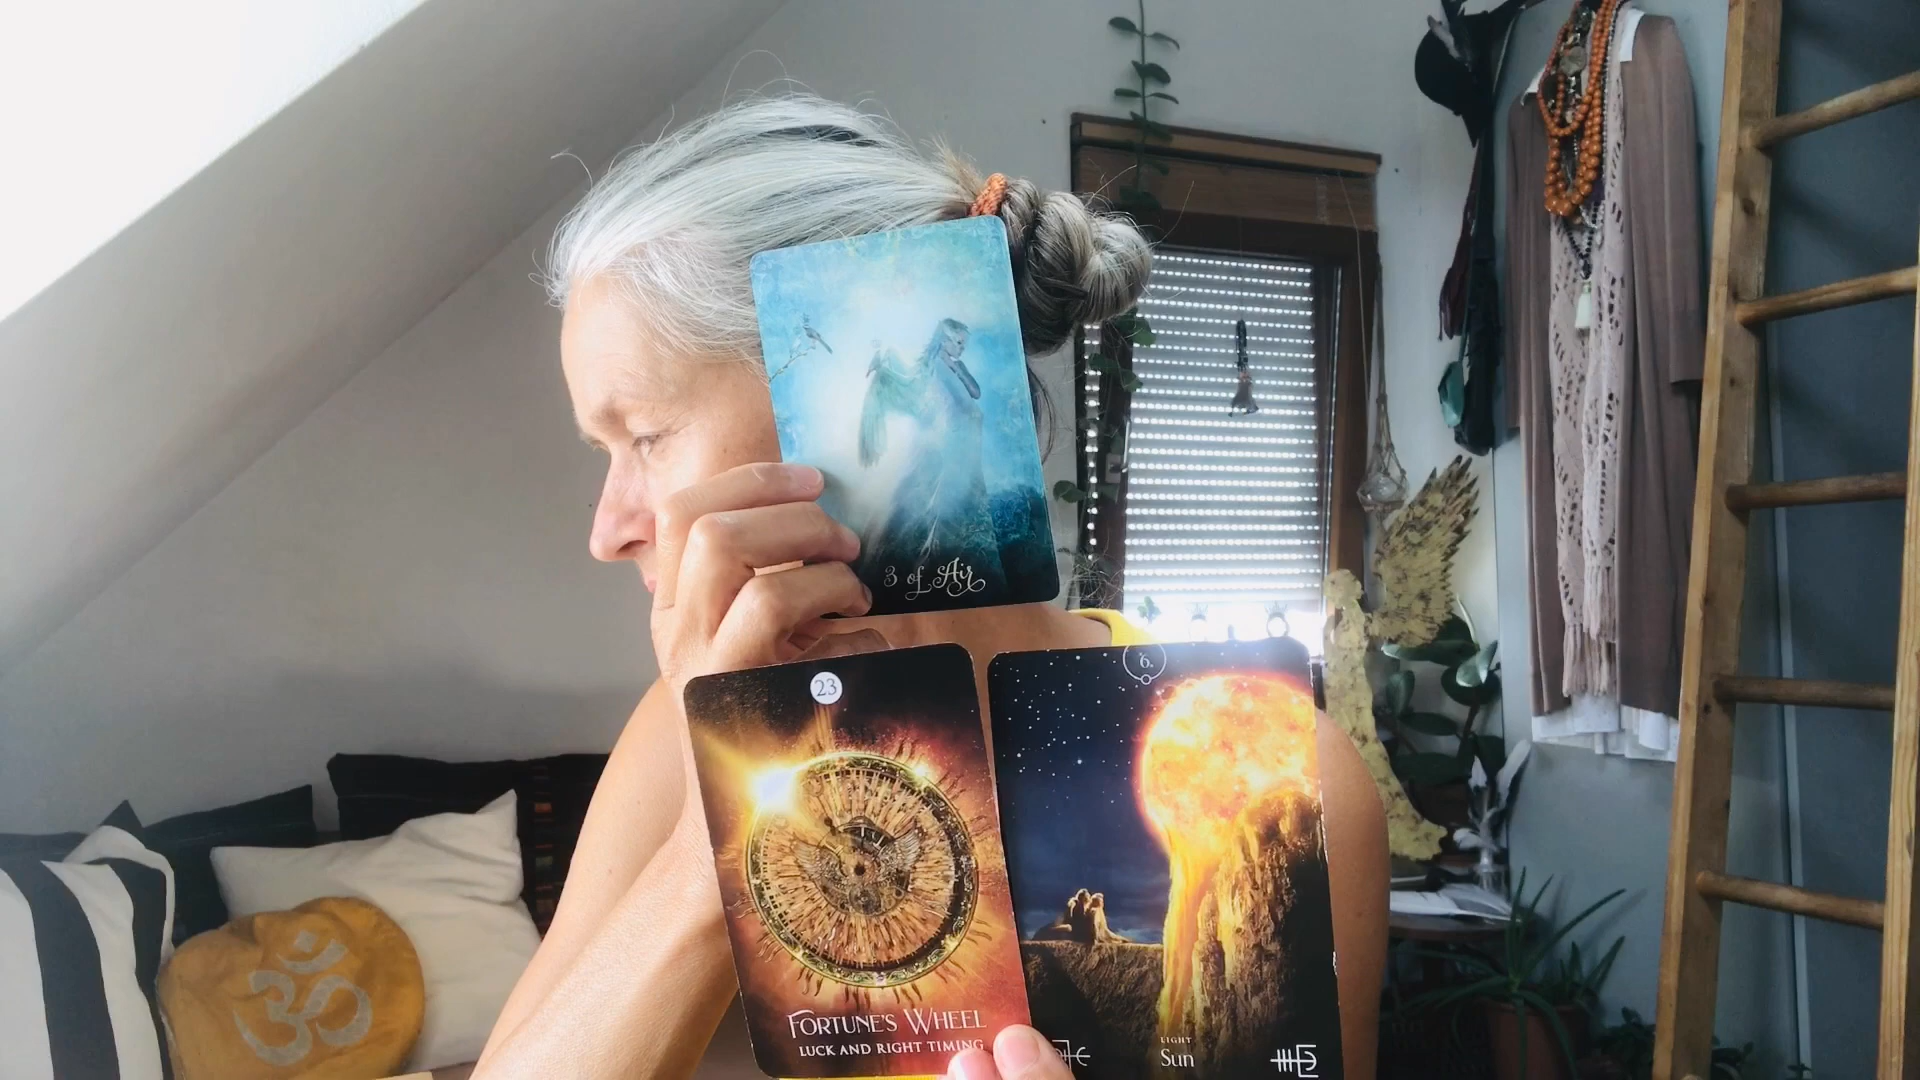 3 of Air
23
FORTUNE'S WHEEL
LUCK AND RIGHT TIMING
6.
LIGHT
Sun
ॐ